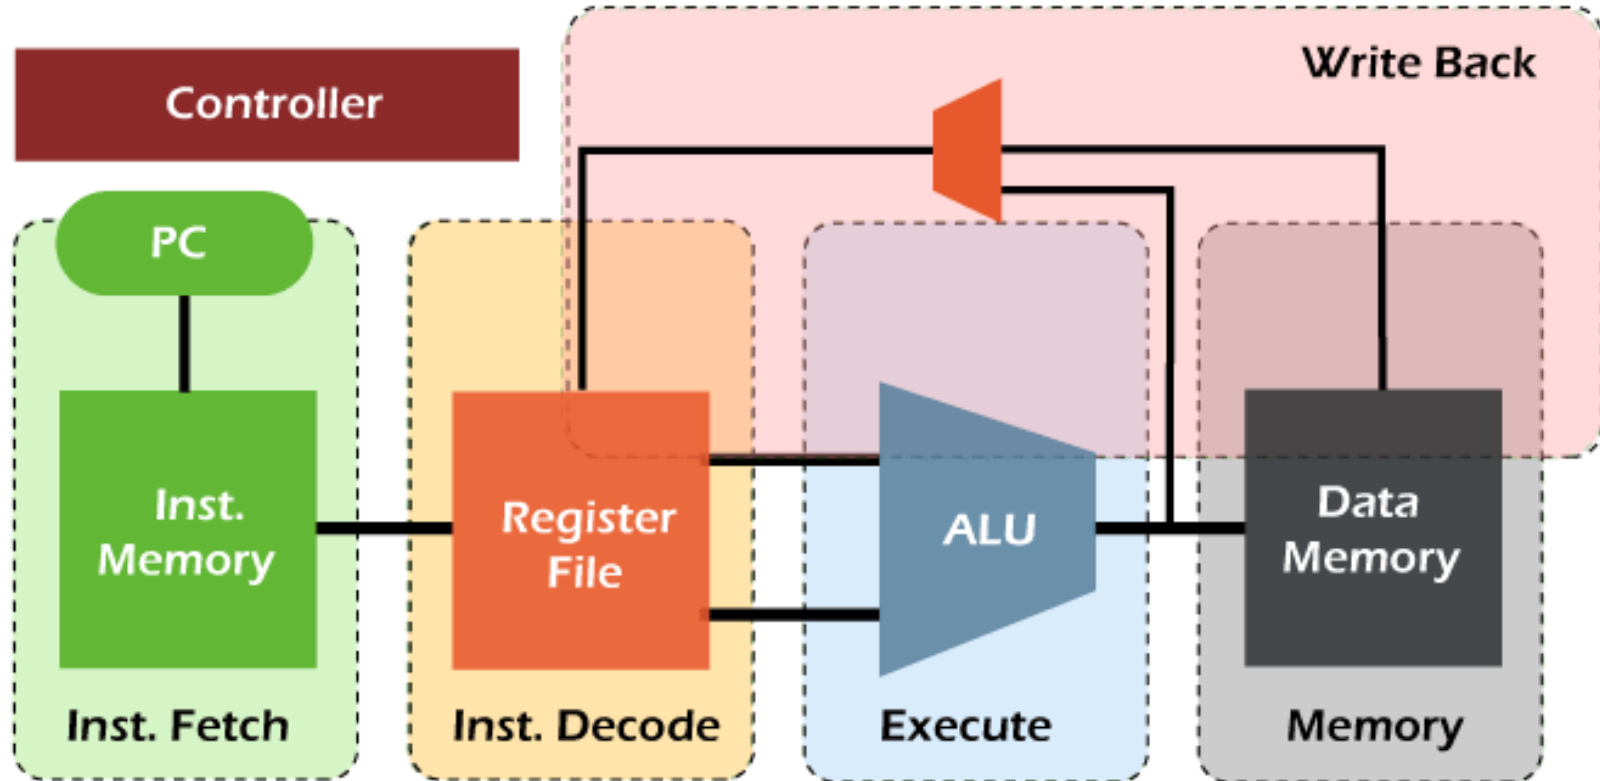 Write Back
Controller
PC
Inst.
Memory
Register
File
ALU
Data
Memory
Inst. Fetch
Inst. Decode
Execute
Memory